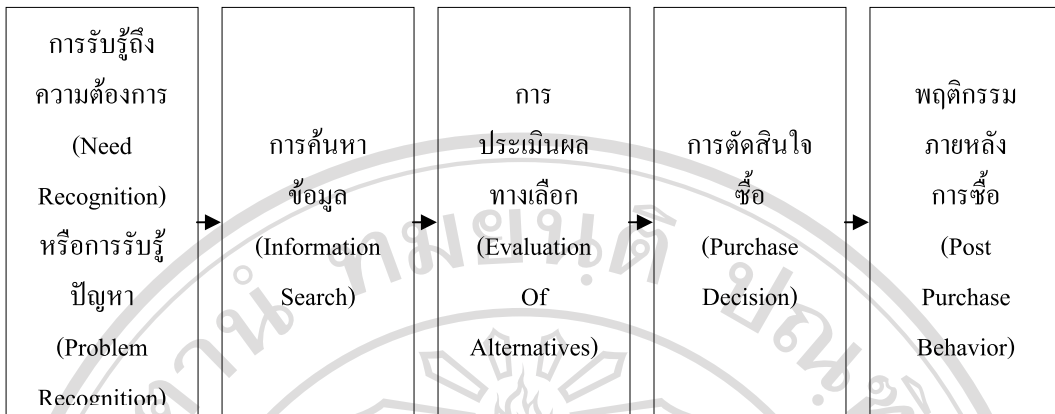 การรับรู้ถึง
ความต้องการ
(Need
Recognition)
หรือการรับรู้
ปัญหา
(Problem
Recognition)
การค้นหา
ข้อมูล
(Information
Search)
การ
ประเมินผล
ทางเลือก
(Evaluation
Of
Alternatives)
การตัดสินใจ
ซื้อ
(Purchase
Decision)
พฤติกรรม
ภายหลัง
การซื้อ
(Post
Purchase
Behavior)